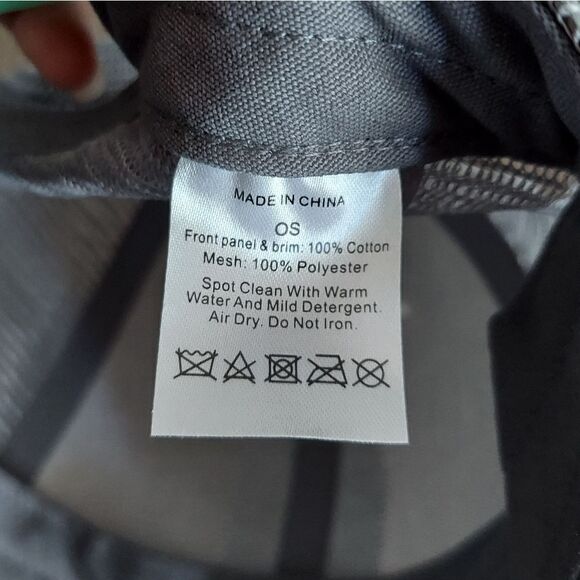 MADE IN CHINA
OS
Front panel & brim: 100% Cotton
Mesh: 100% Polyester
Spot Clean With Warm
Water And Mild Detergent.
Air Dry. Do Not Iron.